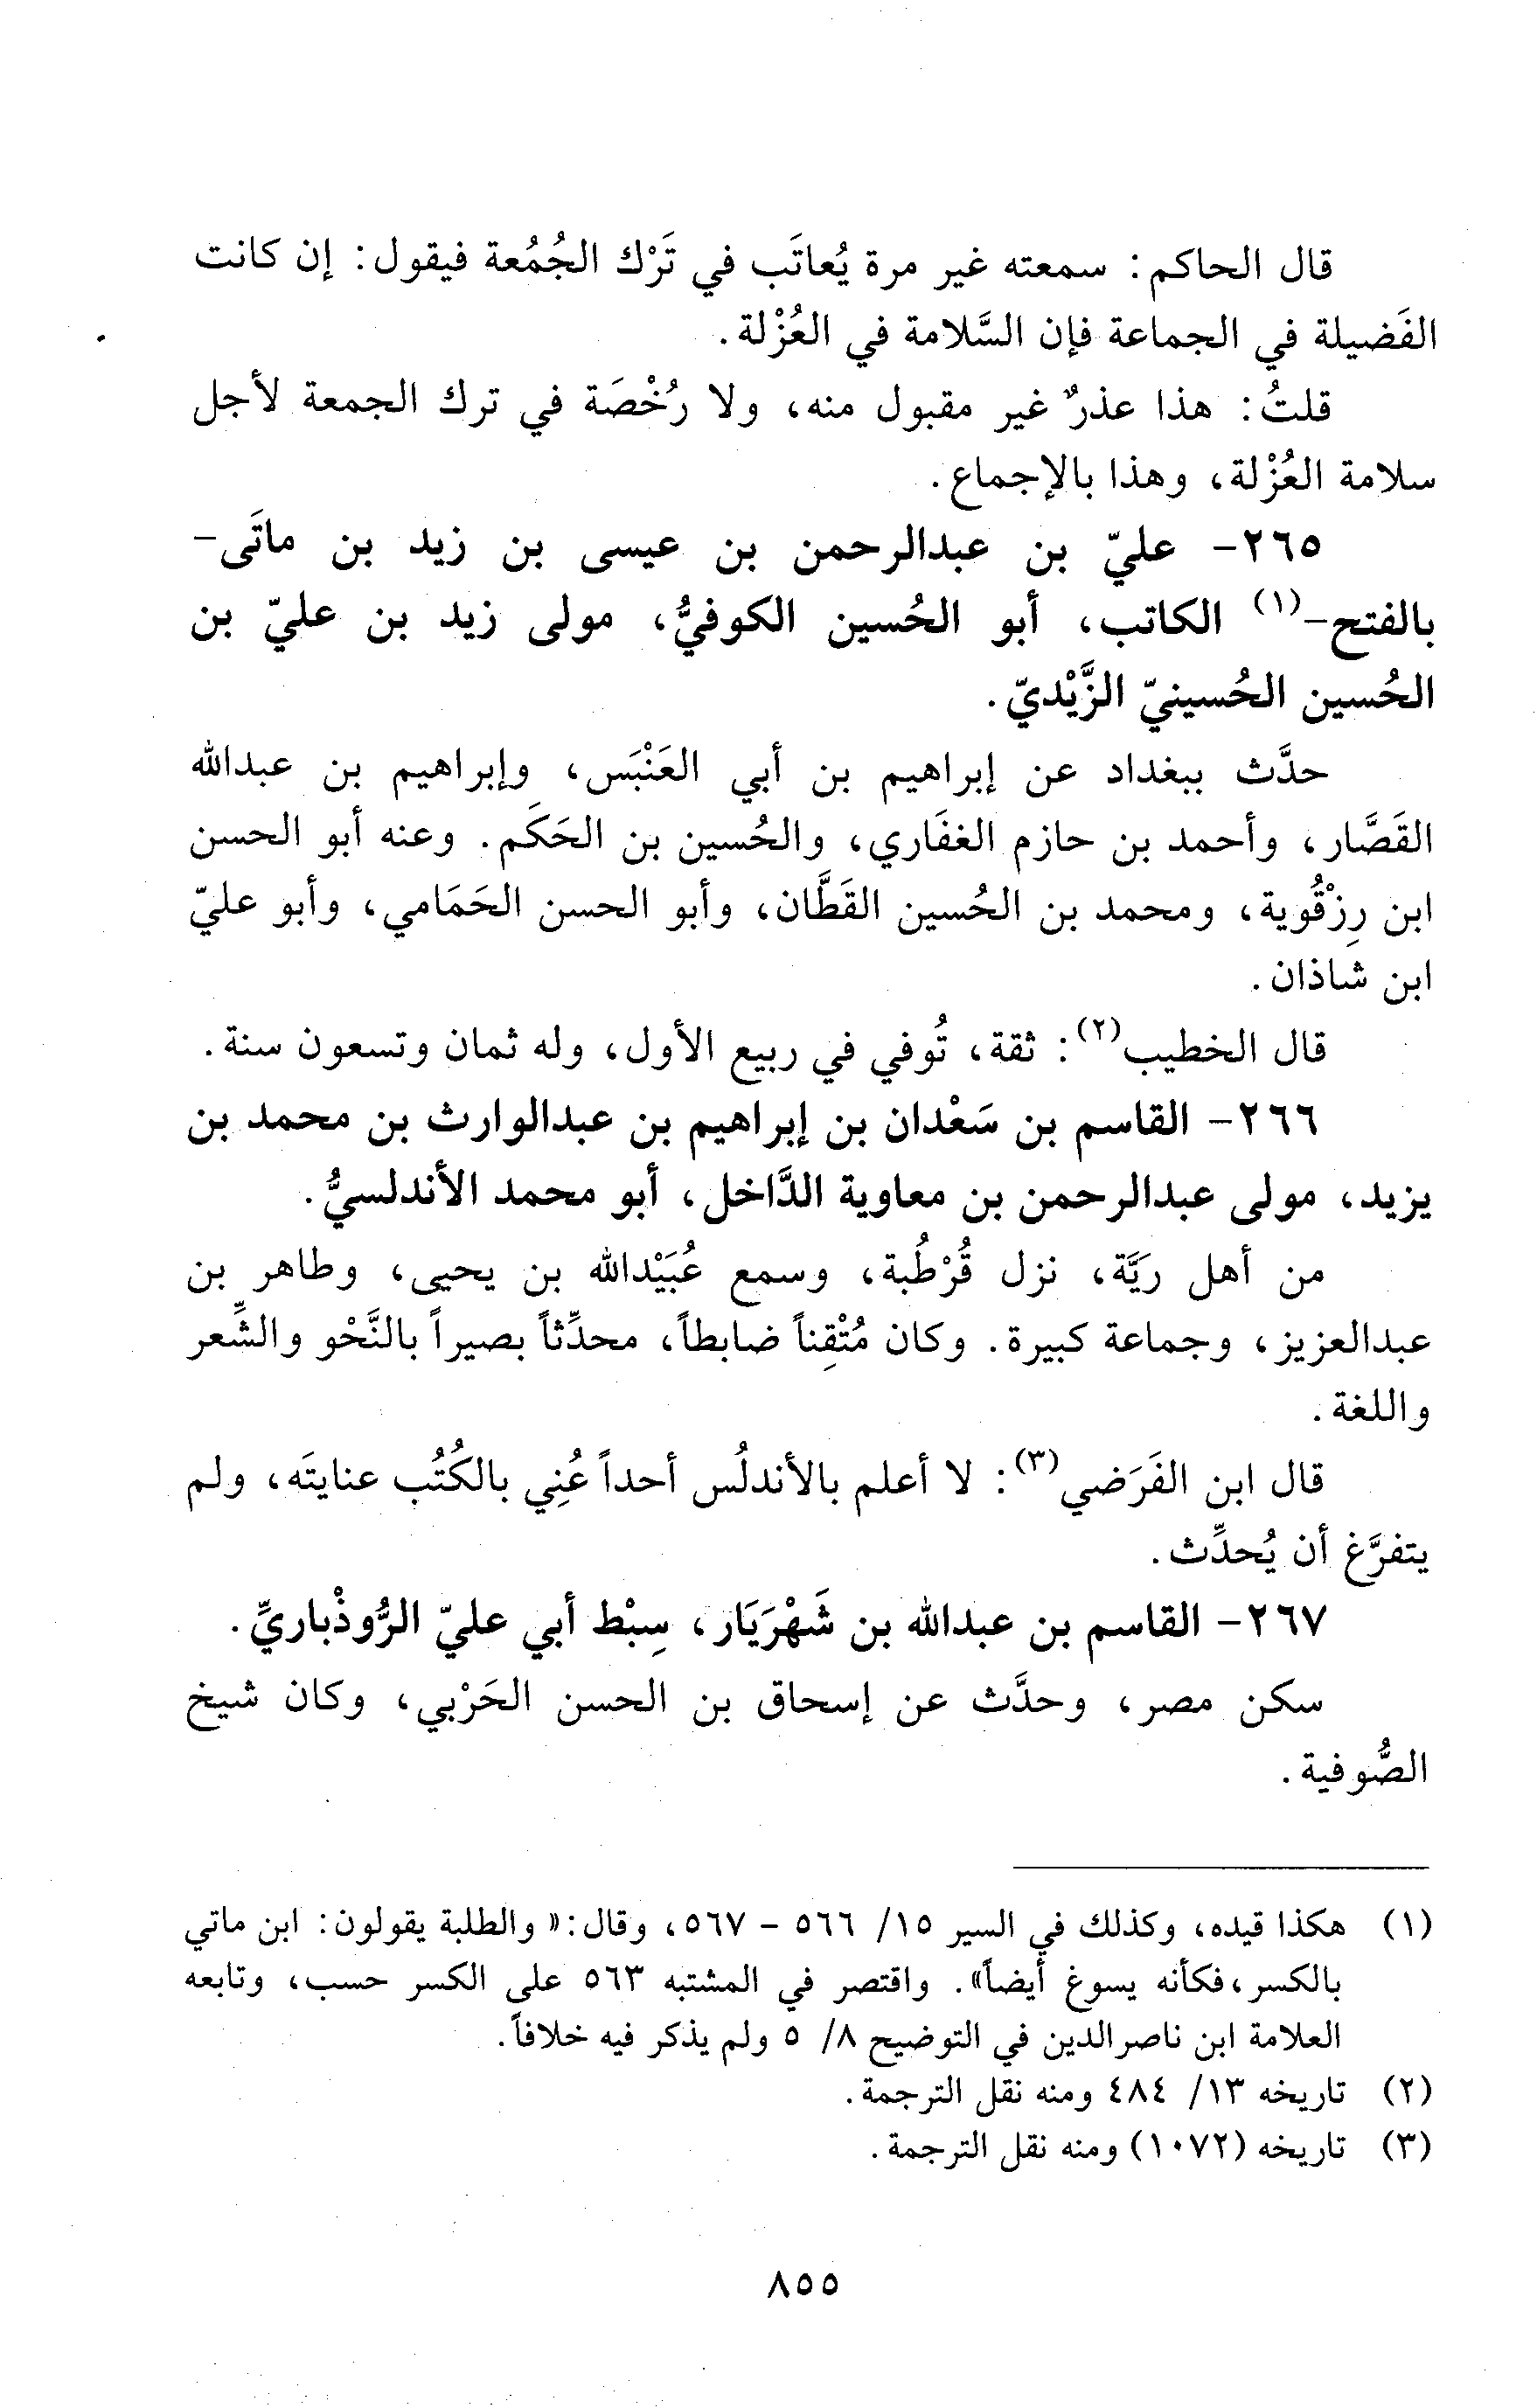 قال الحاكم: سمعته غير مرة يُعاتَب في تَرْك الجُمُعة فيقول: إن كانت
الفَضيلة في الجماعة فإن السَّلامة في العُزْلة.
قلتُ: هذا عذرٌ غير مقبول منه، ولا رُخْصَة في ترك الجمعة لأجل
سلامة العُزْلة، وهذا بالإجماع.
٢٦٥- عليّ بن عبدالرحمن بن عيسى بن زيد بن ماتَى-
بالفتح-(١) الكاتب، أبو الحُسين الكوفيُّ، مولى زيد بن عليّ بن
الحُسين الحُسينيّ الزَّيْديّ.
حدَّث ببغداد عن إبراهيم بن أبي العَنْبَس، وإبراهيم بن عبدالله
القَصَّار، وأحمد بن حازم الغفَاري، والحُسين بن الحَكَم. وعنه أبو الحسن
ابن رِزْقُوية، ومحمد بن الحُسين القَطَّان، وأبو الحسن الحَمَامي، وأبو عليّ
ابن شاذان.
قال الخطيب(٢): ثقة، تُوفي في ربيع الأول، وله ثمان وتسعون سنة.
٢٦٦- القاسم بن سَعْدان بن إبراهيم بن عبدالوارث بن محمد بن
يزيد، مولى عبدالرحمن بن معاوية الدَّاخل، أبو محمد الأندلسيُّ.
من أهل ريَّة، نزل قُرْطُبة، وسمع عُبَيْدالله بن يحيى، وطاهر بن
عبدالعزيز، وجماعة كبيرة. وكان مُتْقِناً ضابطاً، محدِّثاً بصيراً بالنَّحْو والشِّعر
واللغة.
قال ابن الفَرَضي(٣): لا أعلم بالأندلُس أحداً عُنِي بالكُتُب عنايتَه، ولم
يتفرَّغ أن يُحدِّث.
٢٦٧- القاسم بن عبدالله بن شَهْرَيَار، سِبْط أبي عليّ الرُّوذْباريِّ.
سكن مصر، وحدَّث عن إسحاق بن الحسن الحَرْبي، وكان شيخ
الصُّوفية.
(١) هكذا قيده، وكذلك في السير ١٥/ ٥٦٦ - ٥٦٧، وقال:« والطلبة يقولون: ابن ماتي
بالكسر،فكأنه يسوغ أيضاً». واقتصر في المشتبه ٥٦٣ على الكسر حسب، وتابعه
العلامة ابن ناصرالدين في التوضيح ٨/ ٥ ولم يذكر فيه خلافاً.
(٢) تاريخه ١٣/ ٤٨٤ ومنه نقل الترجمة.
(٣) تاريخه (١٠٧٢) ومنه نقل الترجمة.
٨٥٥